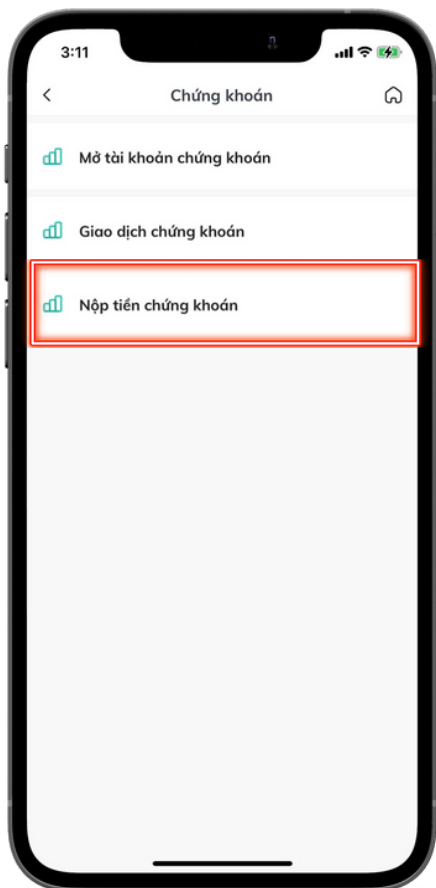 3:11
Chứng khoán
Mở tài khoản chứng khoán
Giao dịch chứng khoán
Nộp tiền chứng khoán